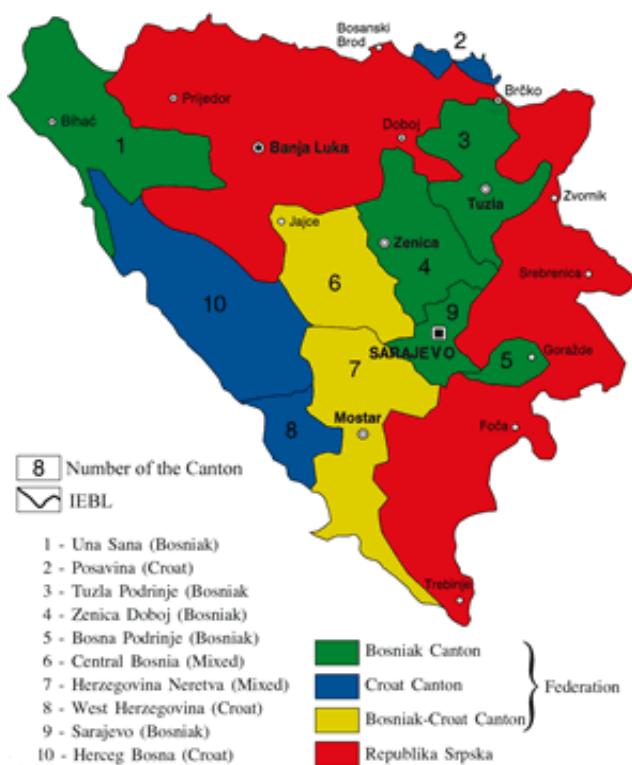 Bosanski
Brod
2
Brčko
Prijedor
Bihać
1
Banja Luka
Doboj
3
Tuzla
Zvornik
Jajce
Zenica
4
6
Srebrenica
10
9
SARAJEVO
5
Goražde
7
8
Mostar
Foča
Trebinje
8 Number of the Canton
IEBL
1 - Una Sana (Bosniak)
2 - Posavina (Croat)
3 - Tuzla Podrinje (Bosniak
4 - Zenica Doboj (Bosniak)
5 - Bosna Podrinje (Bosniak)
6 - Central Bosnia (Mixed)
7 - Herzegovina Neretva (Mixed)
8 - West Herzegovina (Croat)
9 - Sarajevo (Bosniak)
10 - Herceg Bosna (Croat)
Bosniak Canton
Croat Canton
Bosniak-Croat Canton
Federation
Republika Srpska